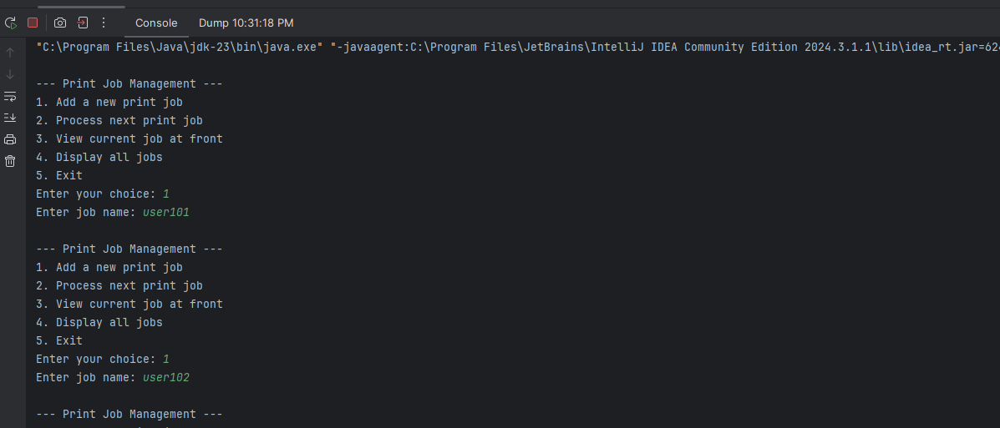 Console Dump 10:31:18 PM
"C:\Program Files\Java\jdk-23\bin\java.exe" "-javaagent:C:\Program Files\JetBrains\IntelliJ IDEA Community Edition 2024.3.1.1\lib\idea_rt.jar=62
--- Print Job Management ---
1. Add a new print job
2. Process next print job
3. View current job at front
4. Display all jobs
5. Exit
Enter your choice: 1
Enter job name: user101
--- Print Job Management ---
1. Add a new print job
2. Process next print job
3. View current job at front
4. Display all jobs
5. Exit
Enter your choice: 1
Enter job name: user102
--- Print Job Management ---